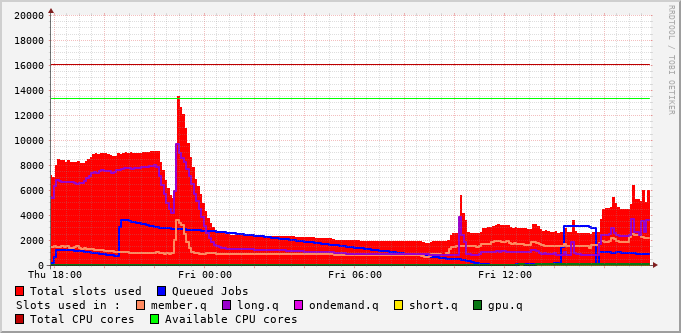 20000
18000
16000
14000
12000
10000
8000
6000
4000
2000
0
Thu 18:00 Fri 00:00 Fri 06:00 Fri 12:00
RRDTOOL / TOBI OETIKER
Total slots used Queued Jobs
Slots used in : member.q long.q ondemand.q short.q gpu.q
Total CPU cores Available CPU cores